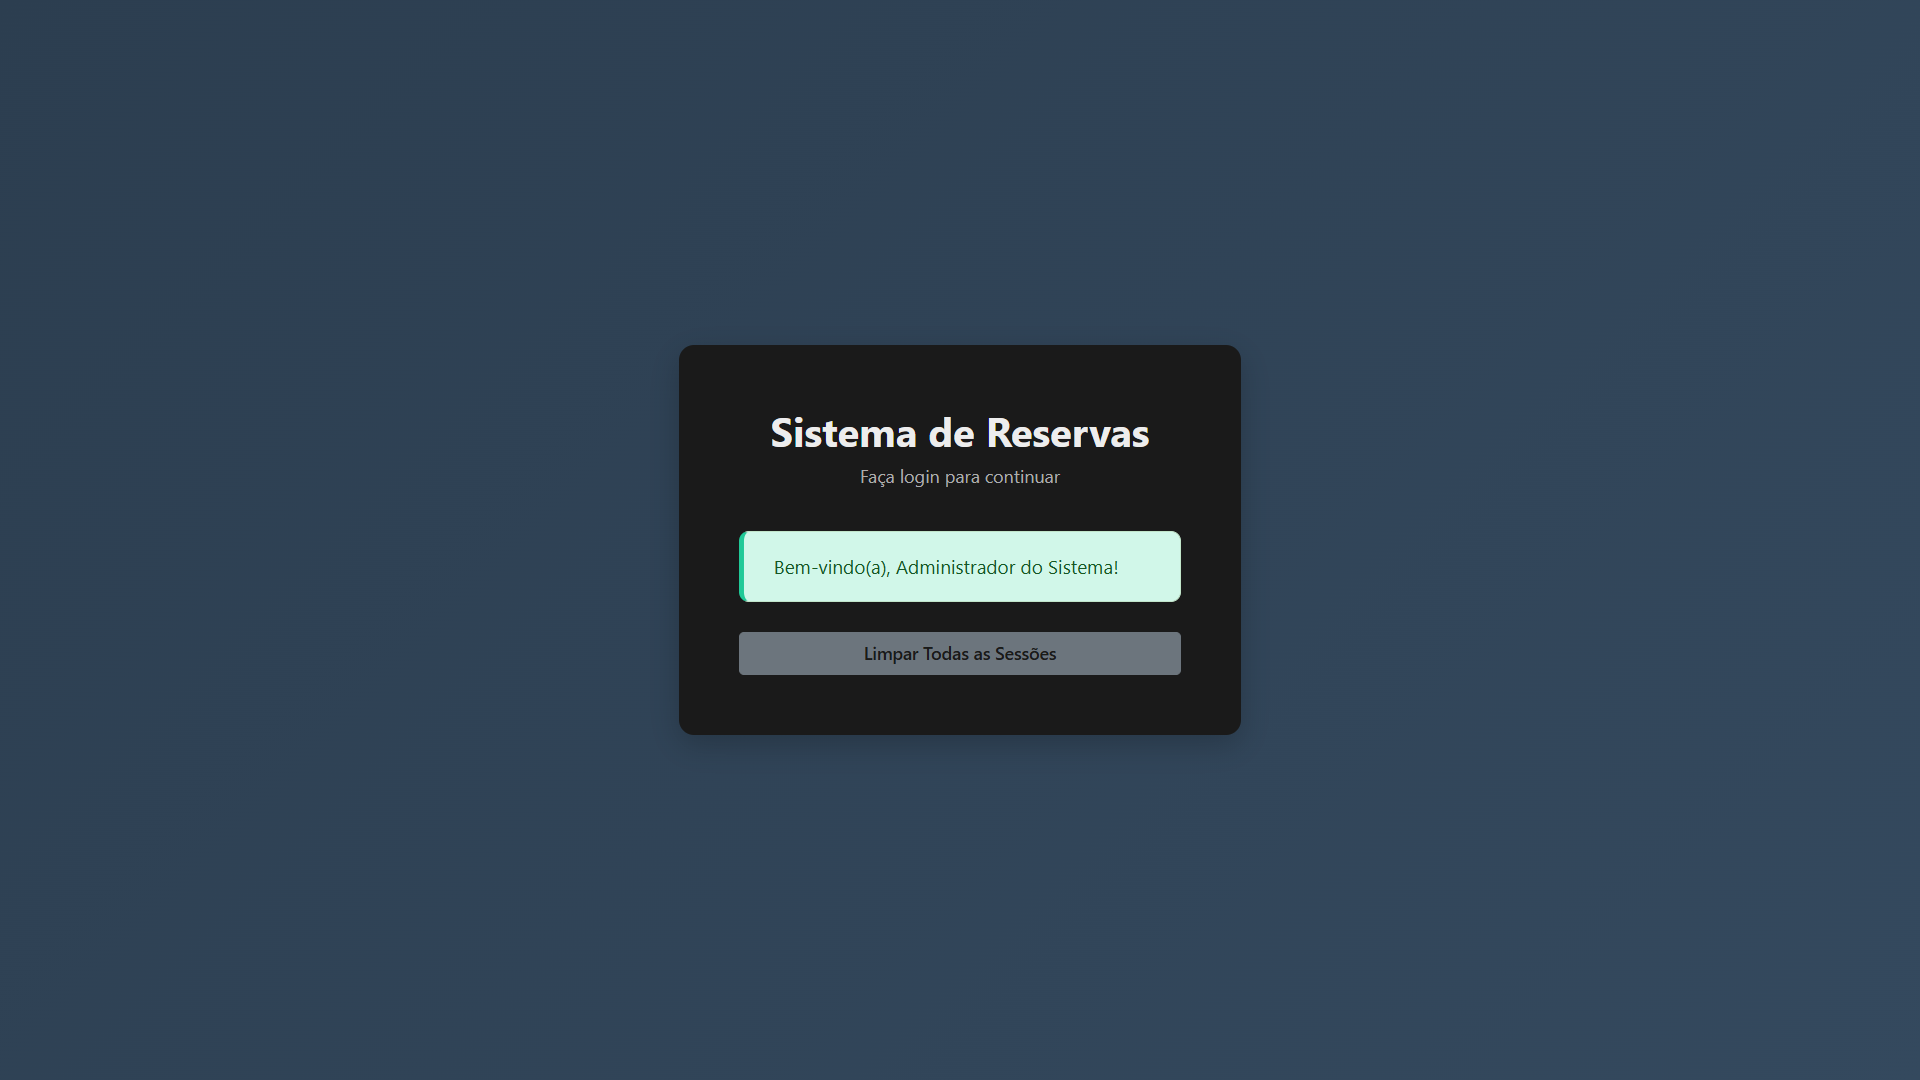 Sistema de Reservas
Faça login para continuar
Bem-vindo(a), Administrador do Sistema!
Limpar Todas as Sessões